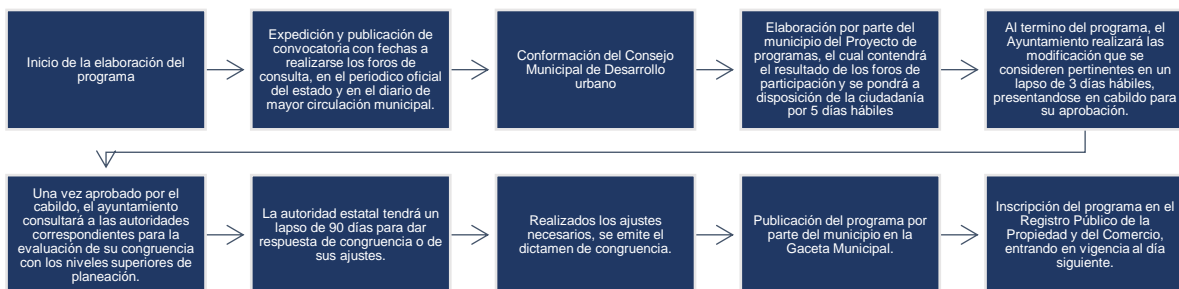 Inicio de la elaboración del
programa
Expedición y publicación de
convocatoria con fechas a
realizarse los foros de
consulta, en el periodico oficial
del estado y en el diario de
mayor circulación municipal.
Conformación del Consejo
Municipal de Desarrollo
urbano
Elaboración por parte del
municipio del Proyecto de
programas, el cual contendrá
el resultado de los foros de
participación y se pondrá a
disposición de la ciudadanía
por 5 días hábiles
Al termino del programa, el
Ayuntamiento realizará las
modificación que se
consideren pertinentes en un
lapso de 3 días hábiles,
presentandose en cabildo para
su aprobación.
Una vez aprobado por el
cabildo, el ayuntamiento
consultará a las autoridades
correspondientes para la
evaluación de su congruencia
con los niveles superiores de
planeación.
La autoridad estatal tendrá un
lapso de 90 días para dar
respuesta de congruencia o de
sus ajustes.
Realizados los ajustes
necesarios, se emite el
dictamen de congruencia.
Publicación del programa por
parte del municipio en la
Gaceta Municipal.
Inscripción del programa en el
Registro Público de la
Propiedad y del Comercio,
entrando en vigencia al día
siguiente.